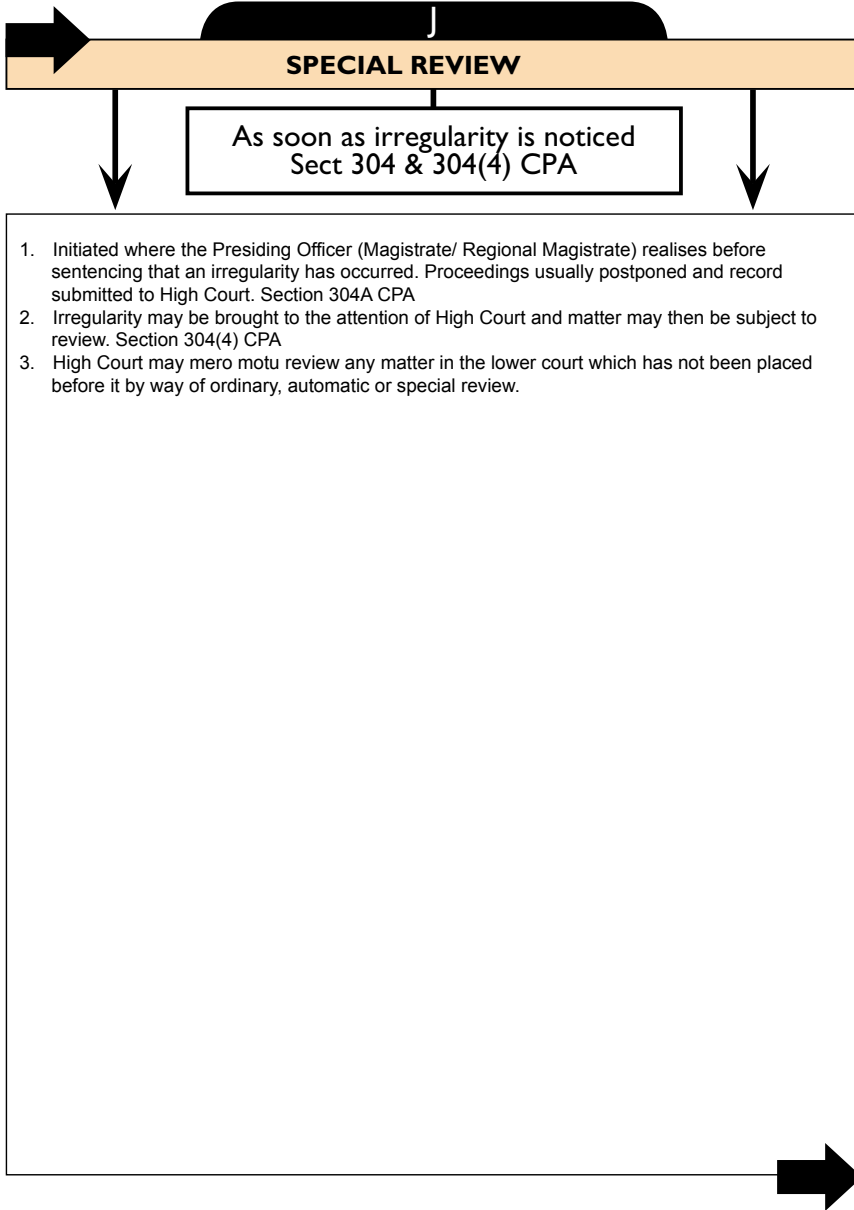 J
SPECIAL REVIEW
As soon as irregularity is noticed
Sect 304 & 304(4) CPA
1. Initiated where the Presiding Officer (Magistrate/ Regional Magistrate) realises before
sentencing that an irregularity has occurred. Proceedings usually postponed and record
submitted to High Court. Section 304A CPA
2. Irregularity may be brought to the attention of High Court and matter may then be subject to
review. Section 304(4) CPA
3. High Court may mero motu review any matter in the lower court which has not been placed
before it by way of ordinary, automatic or special review.